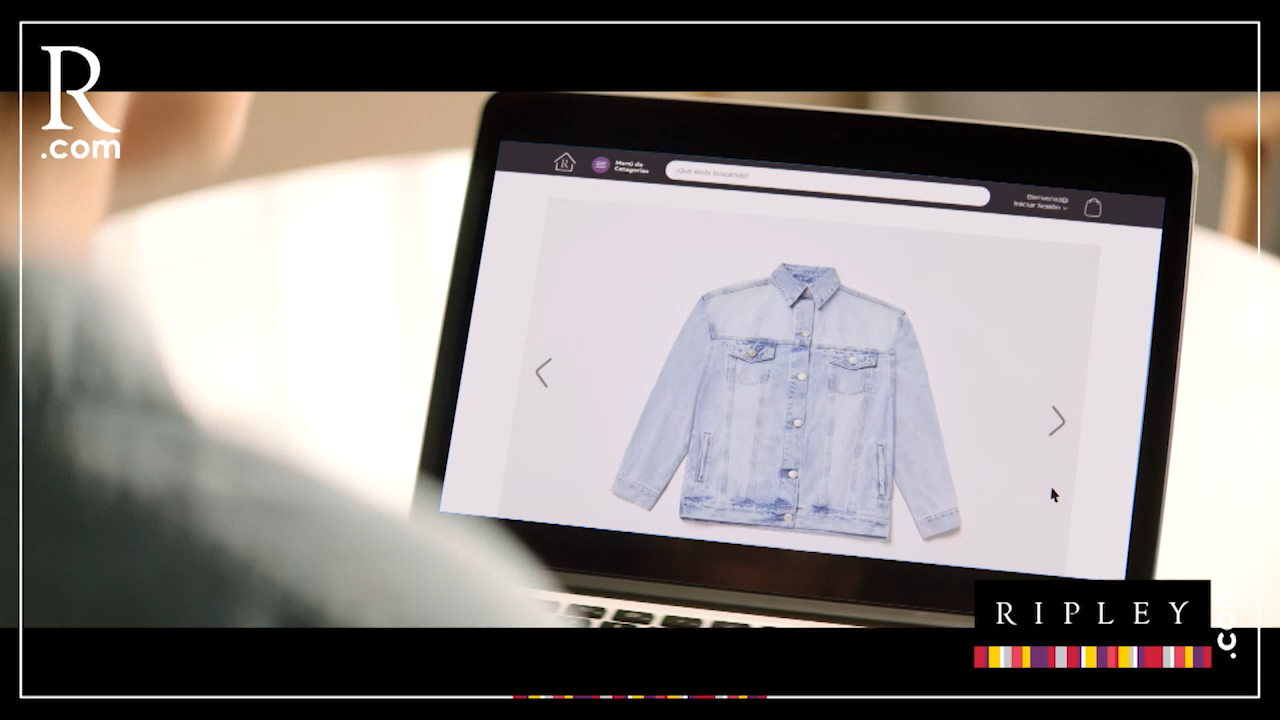 R
.com
R
Menú de
Categorías
¿Qué estás buscando?
Bienvenid@
Iniciar Sesión
RIPLEY
.com